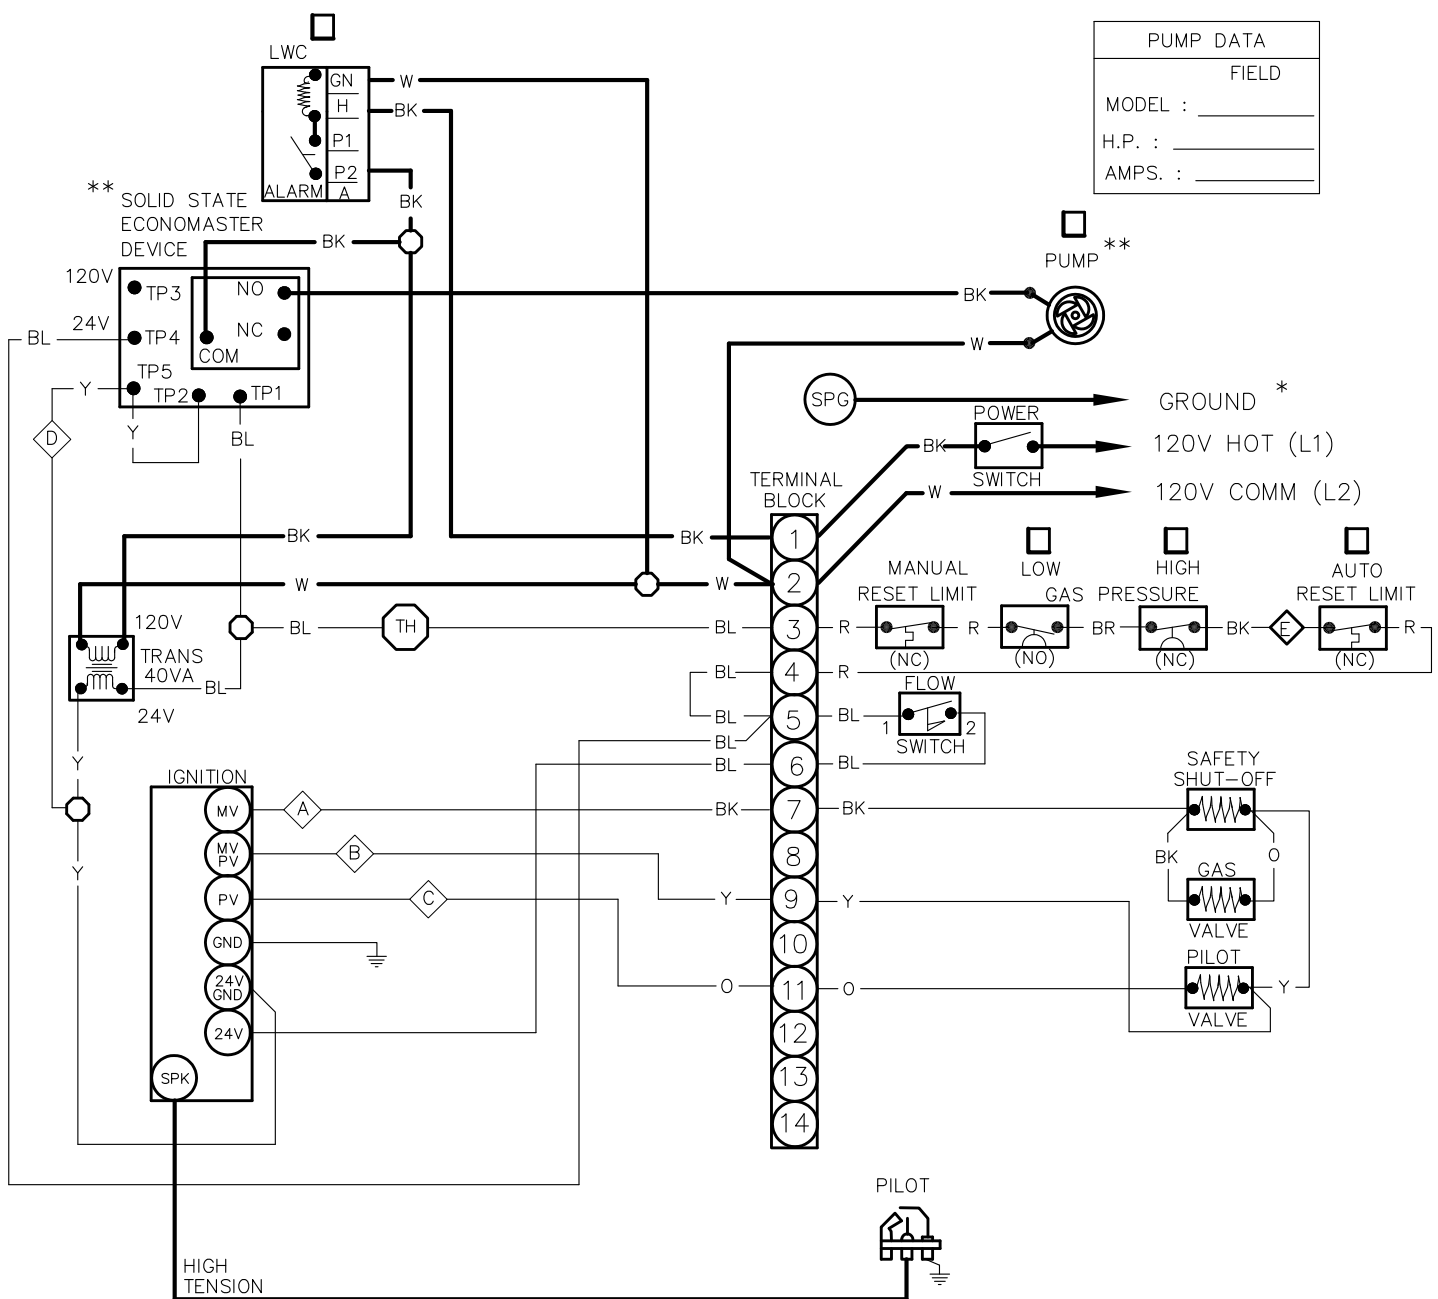 LWC
GN
W
H
BK
P1
P2
ALARM
A
BK
PUMP DATA
FIELD
MODEL :
H.P. :
AMPS. :
** SOLID STATE
ECONOMASTER
DEVICE
BK
120V
TP3
NO
NC
24V
TP4
COM
BL
TP5
TP2
TP1
Y
Y
BL
D
PUMP **
BK
W
SPG
GROUND *
POWER
BK
120V HOT (L1)
SWITCH
W
120V COMM (L2)
TERMINAL
BLOCK
BK
BK
1
W
W
2
BL
TH
BL
3
R
MANUAL
RESET LIMIT
(NC)
R
LOW
HIGH
GAS PRESSURE
(NO)
BR
(NC)
BK
E
AUTO
RESET LIMIT
(NC)
R
120V
TRANS
40VA
BL
24V
BL
4
R
BL
5
BL
FLOW
1
2
SWITCH
BL
BL
6
BL
Y
Y
IGNITION
MV
A
BK
7
BK
MV
PV
B
8
PV
C
Y
9
Y
GND
10
24V
GND
O
11
O
24V
12
SPK
13
14
SAFETY
SHUT-OFF
BK
O
GAS
VALVE
PILOT
Y
VALVE
PILOT
HIGH
TENSION